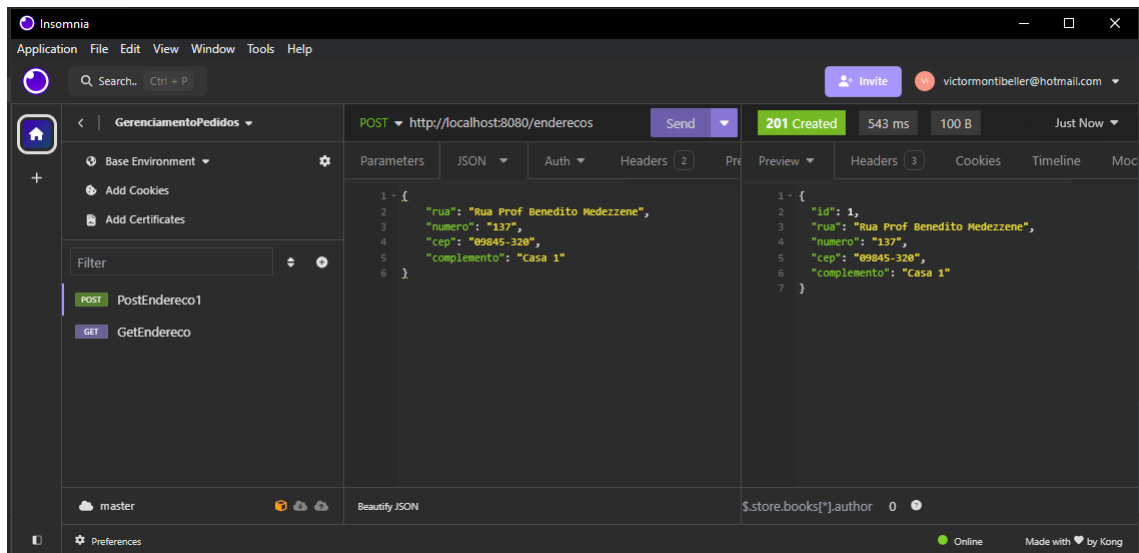 Insomnia
Application File Edit View Window Tools Help
Search.. Ctrl + P
Invite
VI
victormontibeller@hotmail.com
GerenciamentoPedidos
Base Environment
Add Cookies
Add Certificates
Filter
POST PostEndereco1
GET GetEndereco
master
Preferences
POST http://localhost:8080/enderecos Send
Parameters JSON Auth Headers 2 Pre
1 {
2 "rua": "Rua Prof Benedito Medezzene",
3 "numero": "137",
4 "cep": "09845-320",
5 "complemento": "Casa 1"
6 }
Beautify JSON
201 Created 543 ms 100 B Just Now
Preview Headers 3 Cookies Timeline Moc
1 {
2 "id": 1,
3 "rua": "Rua Prof Benedito Medezzene",
4 "numero": "137",
5 "cep": "09845-320",
6 "complemento": "Casa 1"
7 }
$.store.books[*].author 0 ?
Online Made with ♥ by Kong